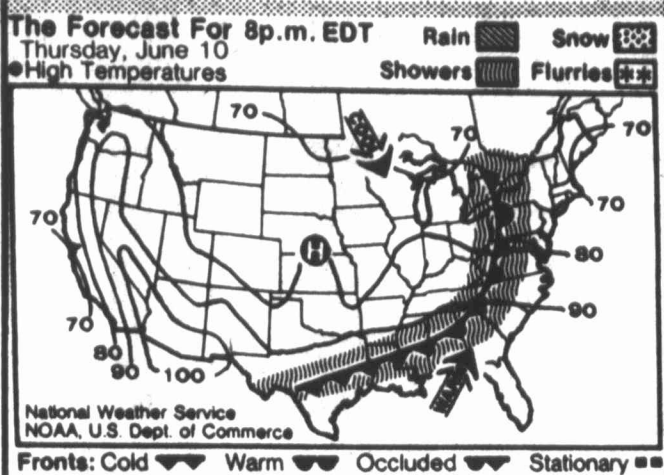 The Forecast For 8p.m. EDT
Thursday, June 10
●High Temperatures
Rain
Snow
Showers
Flurries
70
70
70
70
70
H
80
90
70
80
90
100
WARM
National Weather Service
NOAA, U.S. Dept. of Commerce
Fronts: Cold
Warm
Occluded
Stationary